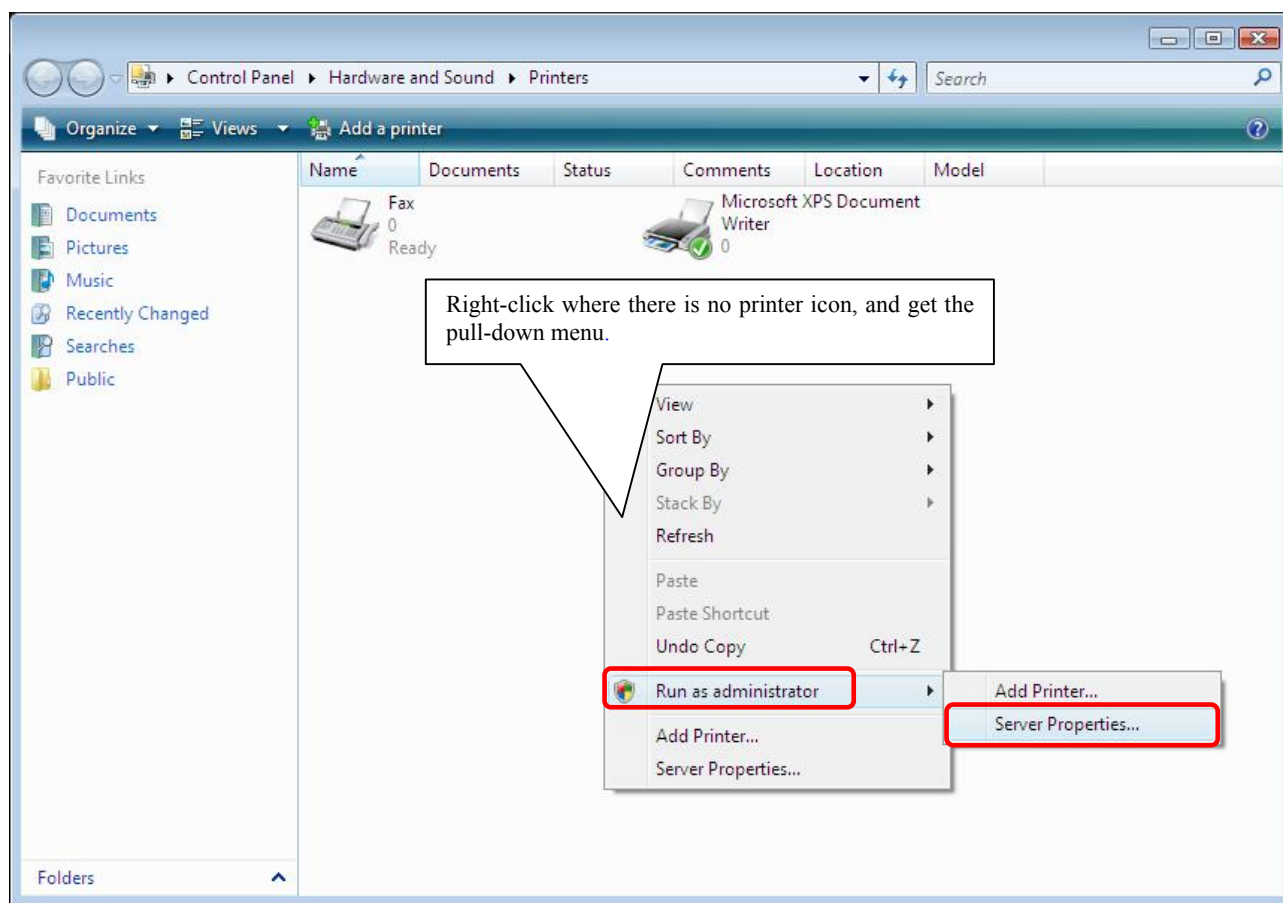 Control Panel ▸ Hardware and Sound ▸ Printers
Search
Organize
Views
Add a printer
Favorite Links
Documents
Pictures
Music
Recently Changed
Searches
Public
Folders
Name Documents Status Comments Location Model
Fax
0
Ready
Microsoft XPS Document
Writer
0
Right-click where there is no printer icon, and get the
pull-down menu.
View
Sort By
Group By
Stack By
Refresh
Paste
Paste Shortcut
Undo Copy Ctrl+Z
Run as administrator
Add Printer...
Server Properties...
Add Printer...
Server Properties...